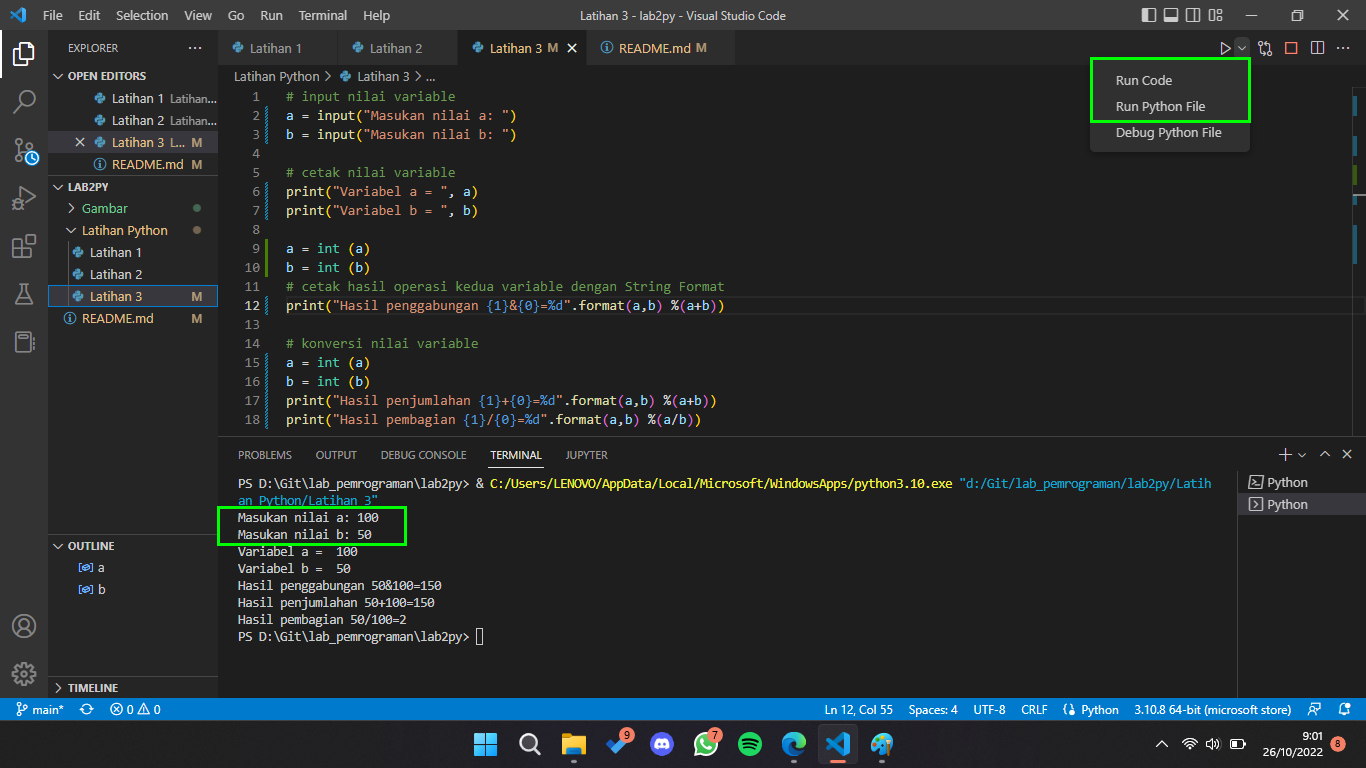 File Edit Selection View Go Run Terminal Help
Latihan 3 - lab2py - Visual Studio Code
EXPLORER
OPEN EDITORS
Latihan 1 Latihan...
Latihan 2 Latihan...
Latihan 3 L... M
README.md M
LAB2PY
Gambar
Latihan Python
Latihan 1
Latihan 2
Latihan 3 M
README.md M
OUTLINE
a
b
TIMELINE
Latihan 1
Latihan 2
Latihan 3 M
README.md M
Run Code
Run Python File
Debug Python File
Latihan Python > Latihan 3 > ...
1 # input nilai variable
2 a = input("Masukan nilai a: ")
3 b = input("Masukan nilai b: ")
4
5 # cetak nilai variable
6 print("Variabel a = ", a)
7 print("Variabel b = ", b)
8
9 a = int (a)
10 b = int (b)
11 # cetak hasil operasi kedua variable dengan String Format
12 print("Hasil penggabungan {1}&{0}=%d".format(a,b) %(a+b))
13
14 # konversi nilai variable
15 a = int (a)
16 b = int (b)
17 print("Hasil penjumlahan {1}+{0}=%d".format(a,b) %(a+b))
18 print("Hasil pembagian {1}/{0}=%d".format(a,b) %(a/b))
PROBLEMS OUTPUT DEBUG CONSOLE TERMINAL JUPYTER
PS D:\Git\lab_pemrograman\lab2py> & C:/Users/LENOVO/AppData/Local/Microsoft/WindowsApps/python3.10.exe "d:/Git/lab_pemrograman/lab2py/Latih
an Python/Latihan 3"
Masukan nilai a: 100
Masukan nilai b: 50
Variabel a =  100
Variabel b =  50
Hasil penggabungan 50&100=150
Hasil penjumlahan 50+100=150
Hasil pembagian 50/100=2
PS D:\Git\lab_pemrograman\lab2py>
Python
Python
main* 0 0
Ln 12, Col 55 Spaces: 4 UTF-8 CRLF Python 3.10.8 64-bit (microsoft store)
9
7
9:01
26/10/2022
8